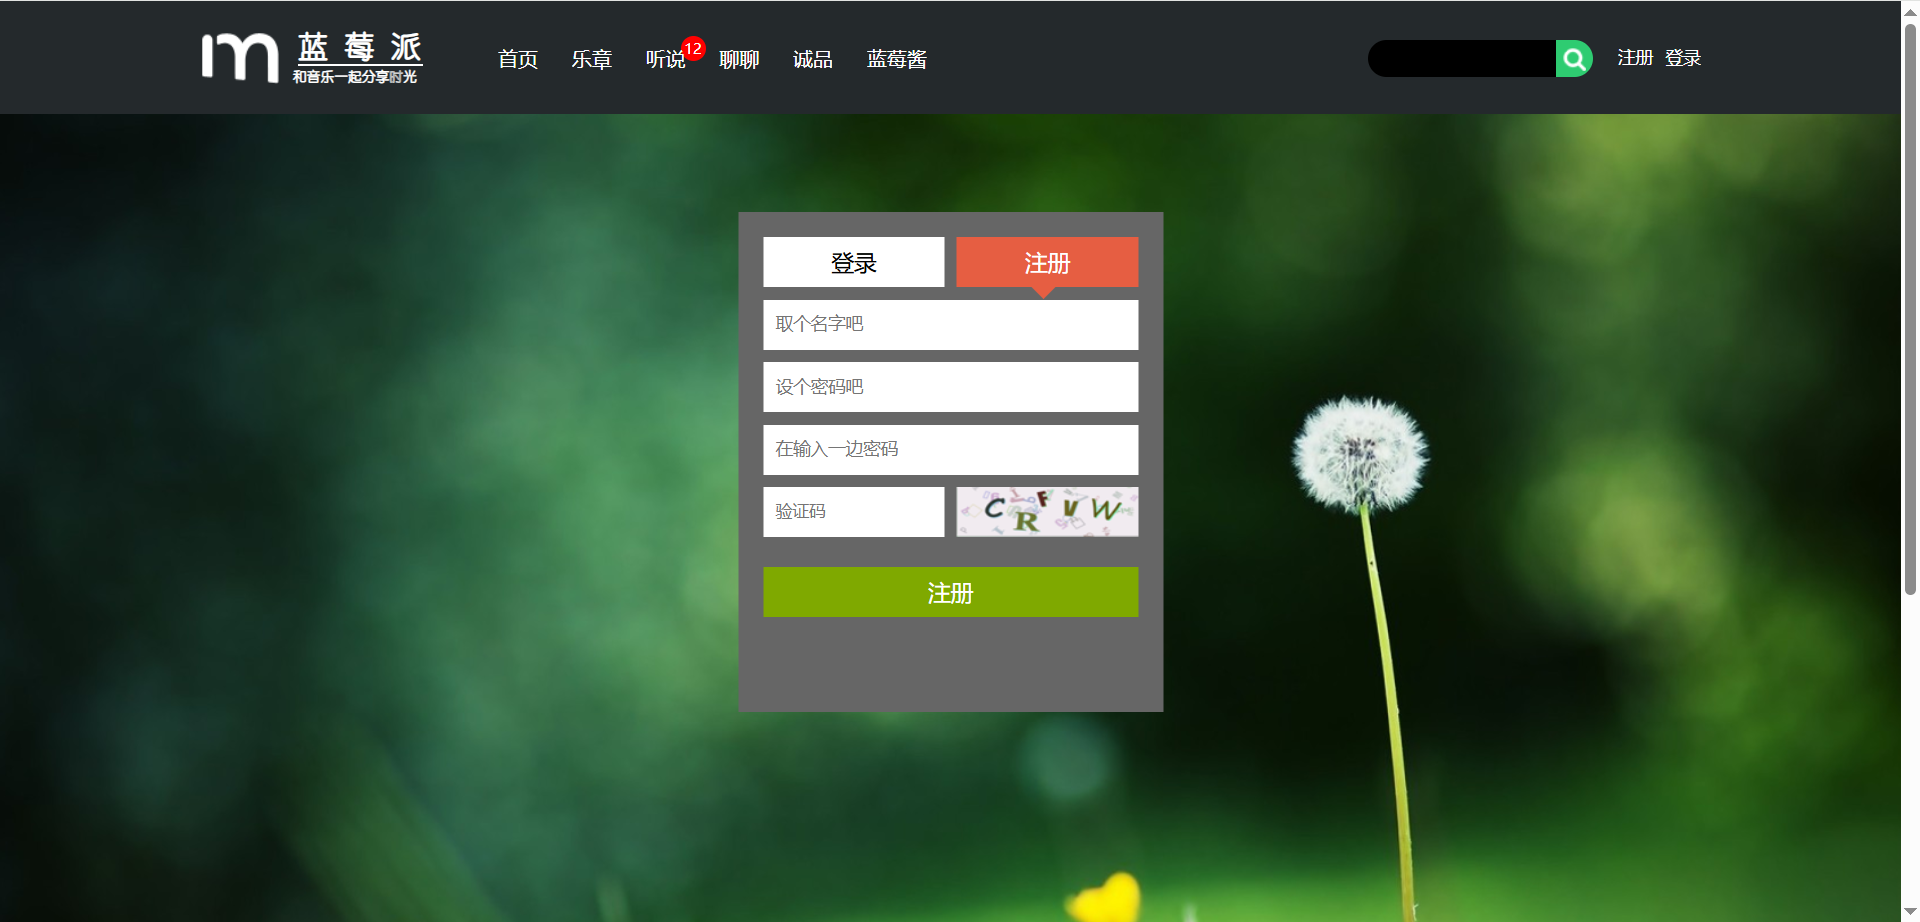 m 蓝莓派
和音乐一起分享时光
首页 乐章 听说 12 聊聊 诚品 蓝莓酱
注册 登录
登录 注册
取个名字吧
设个密码吧
在输入一边密码
验证码 CRFVW
注册